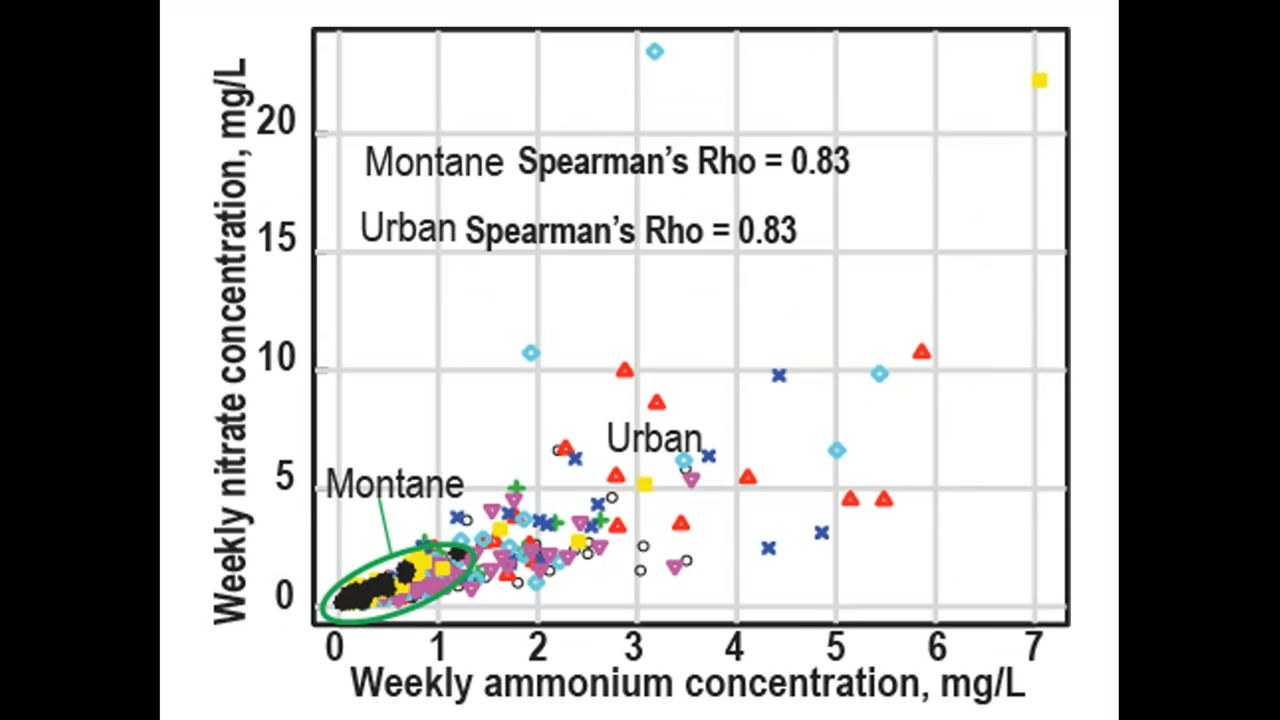 Weekly nitrate concentration, mg/L
20
15
10
5
0
Montane Spearman's Rho = 0.83
Urban Spearman's Rho = 0.83
Urban
Montane
0 1 2 3 4 5 6 7
Weekly ammonium concentration, mg/L